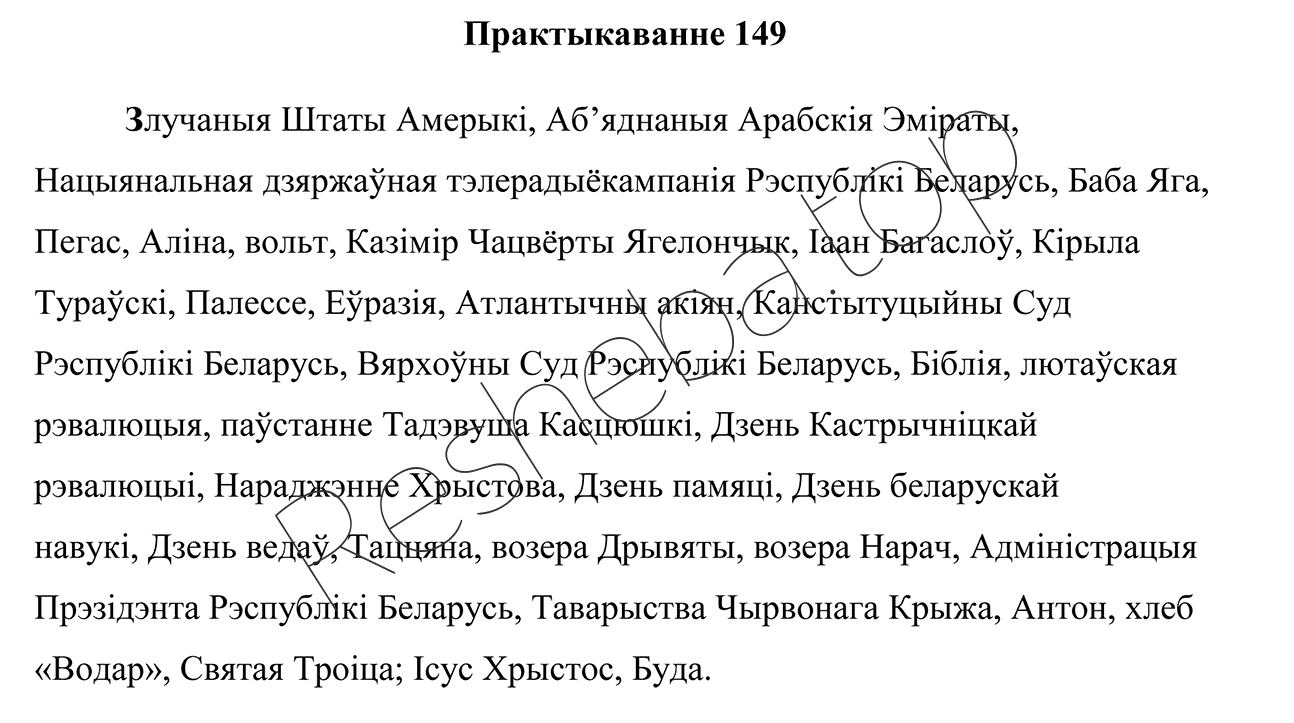 Практыкаванне 149
Злучаныя Штаты Амерыкі, Аб’яднаныя Арабскія Эміраты,
Нацыянальная дзяржаўная тэлерадыёкампанія Рэспублікі Беларусь, Баба Яга,
Пегас, Аліна, вольт, Казімір Чацвёрты Ягелончык, Іаан Багаслоў, Кірыла
Тураўскі, Палессе, Еўразія, Атлантычны акіян, Канстытуцыйны Суд
Рэспублікі Беларусь, Вярхоўны Суд Рэспублікі Беларусь, Біблія, лютаўская
рэвалюцыя, паўстанне Тадэвуша Касцюшкі, Дзень Кастрычніцкай
рэвалюцыі, Нараджэнне Хрыстова, Дзень памяці, Дзень беларускай
навукі, Дзень ведаў, Таццяна, возера Дрывяты, возера Нарач, Адміністрацыя
Прэзідэнта Рэспублікі Беларусь, Таварыства Чырвонага Крыжа, Антон, хлеб
«Водар», Святая Троіца; Ісус Хрыстос, Буда.
Resheba.top